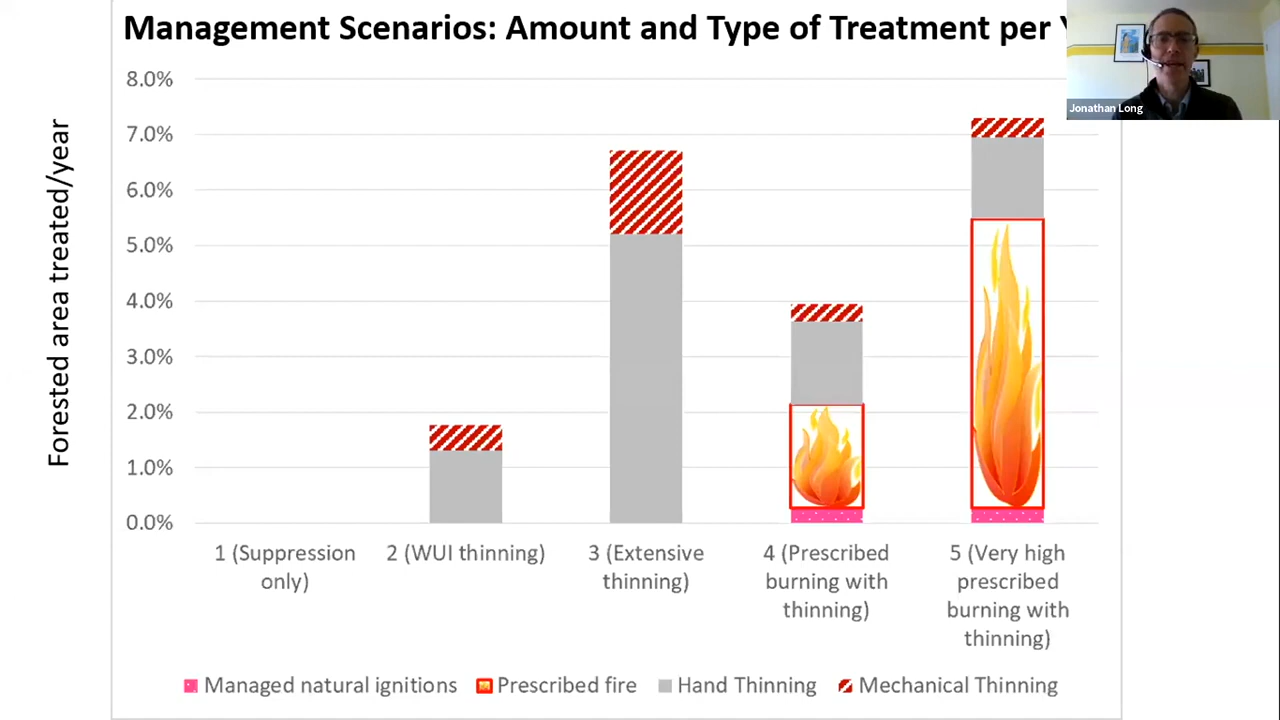 Management Scenarios: Amount and Type of Treatment per
Jonathan Long
Forested area treated/year
8.0%
7.0%
6.0%
5.0%
4.0%
3.0%
2.0%
1.0%
0.0%
1 (Suppression
only)
2 (WUI thinning)
3 (Extensive
thinning)
4 (Prescribed
burning with
thinning)
5 (Very high
prescribed
burning with
thinning)
Managed natural ignitions
Prescribed fire
Hand Thinning
Mechanical Thinning